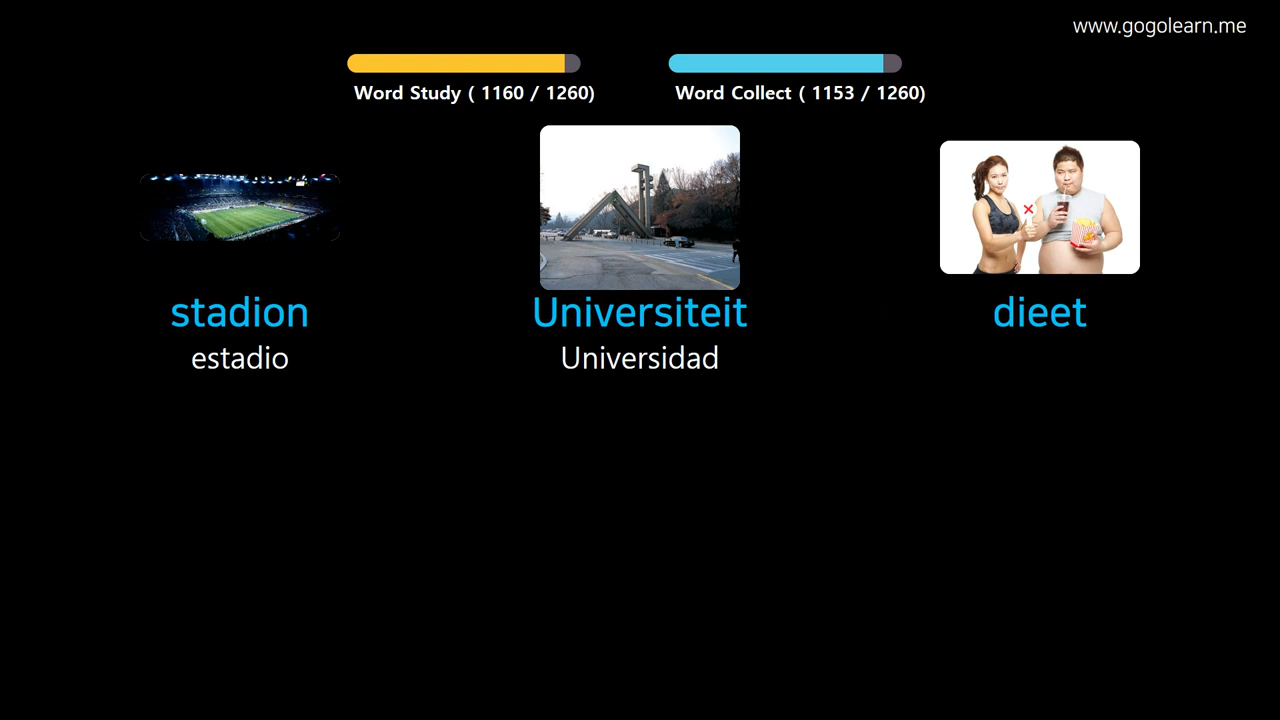 www.gogolearn.me
Word Study ( 1160 / 1260)
Word Collect ( 1153 / 1260)
stadion
Universiteit
dieet
estadio
Universidad